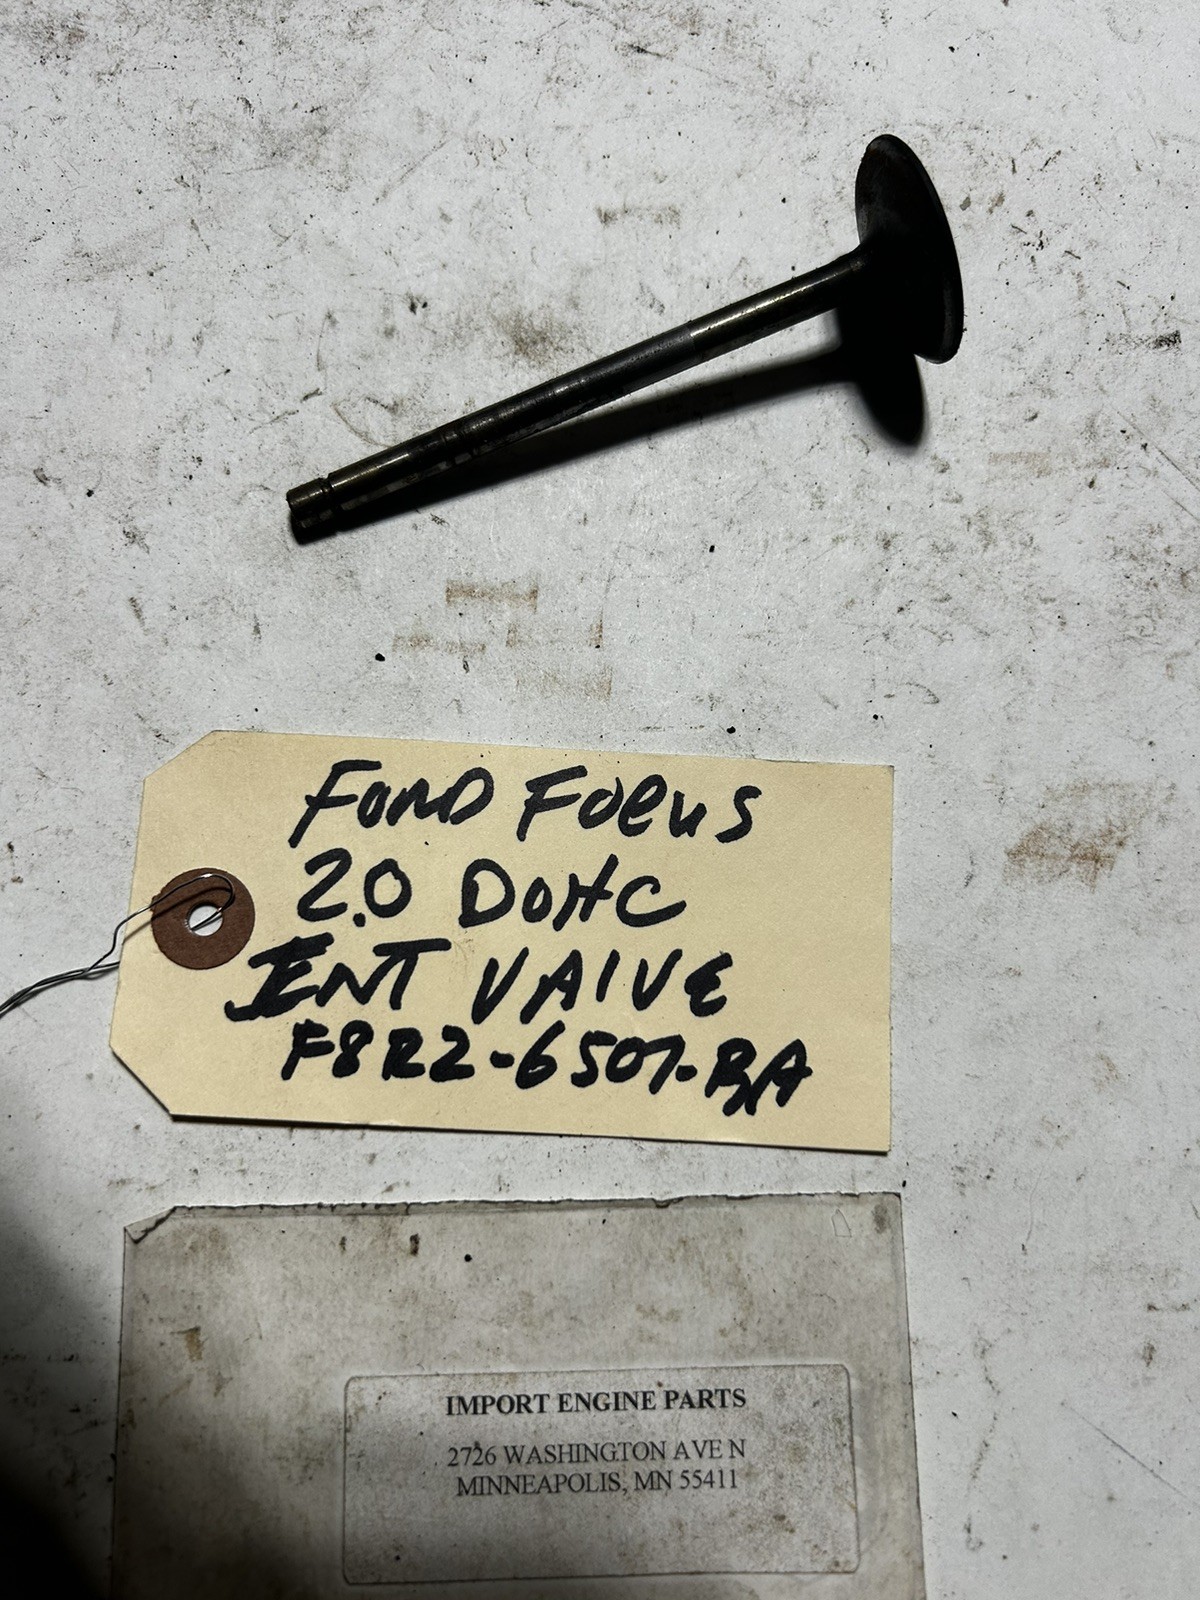 FORD FOCUS
2.0 DOHC
INT VALVE
F8RZ-6507-BA
IMPORT ENGINE PARTS
2726 WASHINGTON AVE N
MINNEAPOLIS, MN 55411